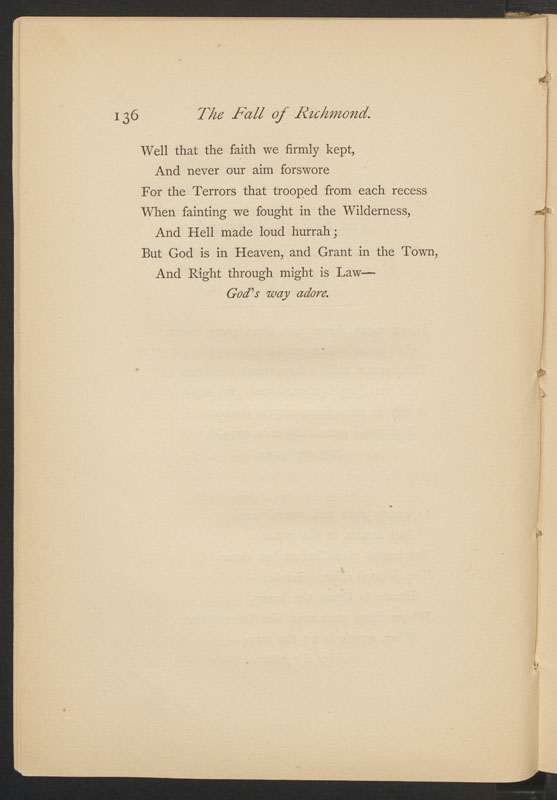 136 The Fall of Richmond.
Well that the faith we firmly kept,
And never our aim forswore
For the Terrors that trooped from each recess
When fainting we fought in the Wilderness,
And Hell made loud hurrah;
But God is in Heaven, and Grant in the Town,
And Right through might is Law—
God's way adore.